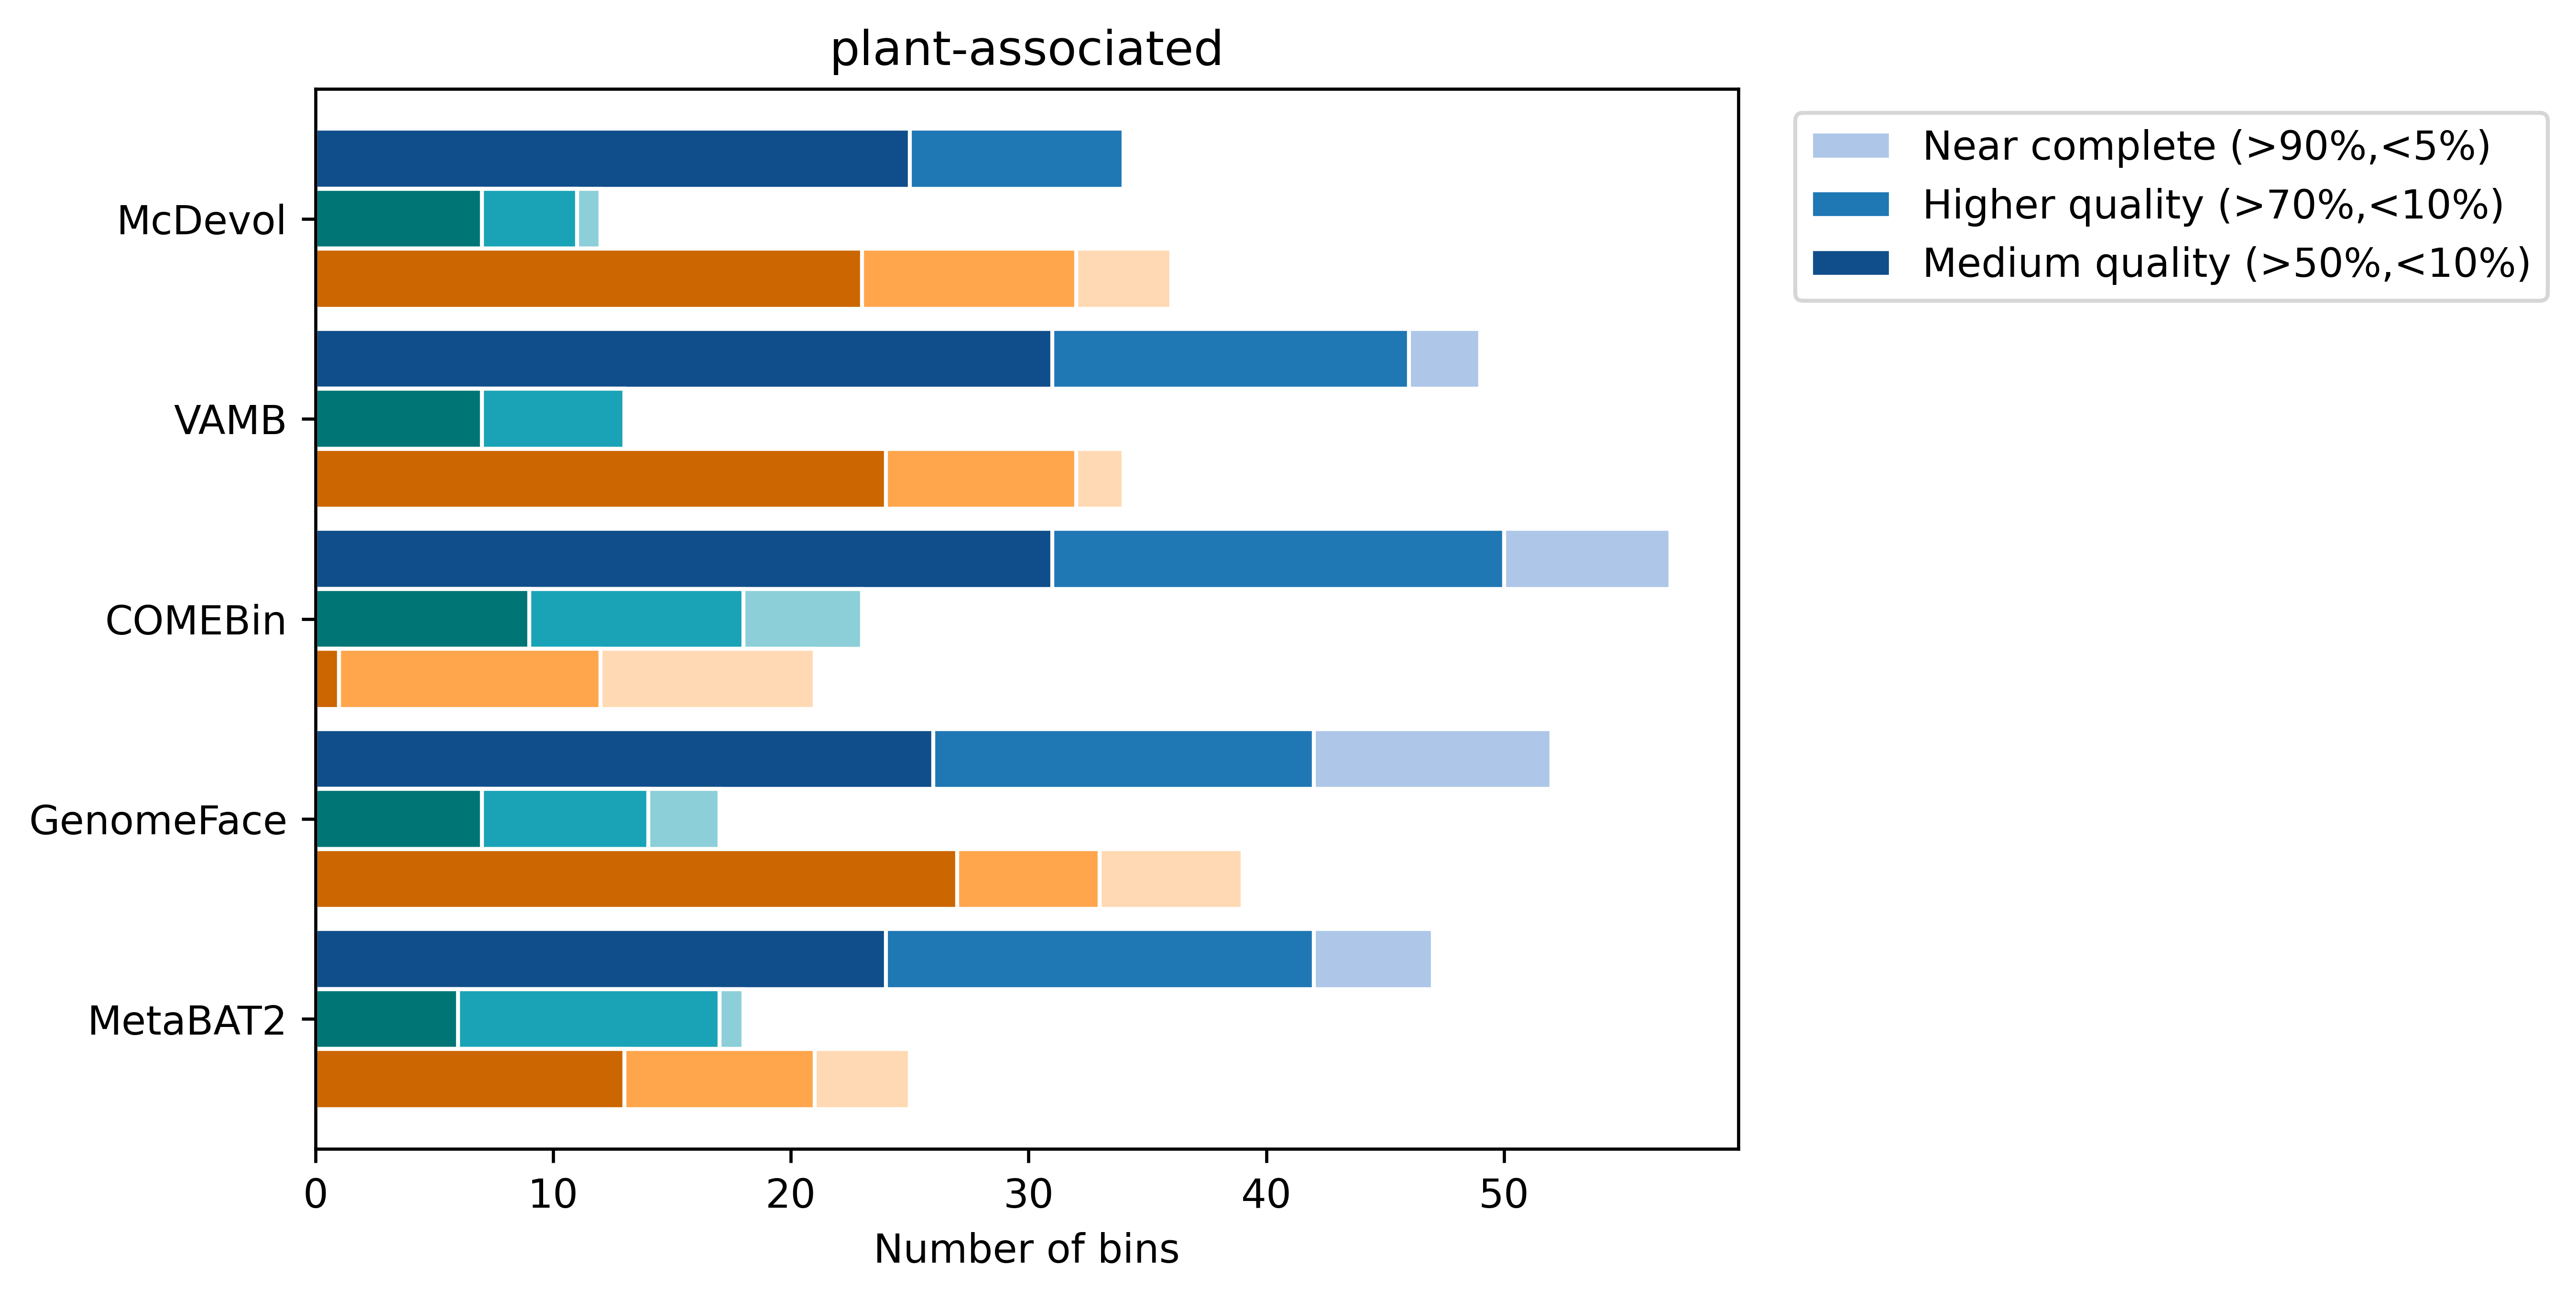 plant-associated
Near complete (>90%,<5%)
Higher quality (>70%,<10%)
Medium quality (>50%,<10%)
McDevol
VAMB
COMEBin
GenomeFace
MetaBAT2
0 10 20 30 40 50
Number of bins